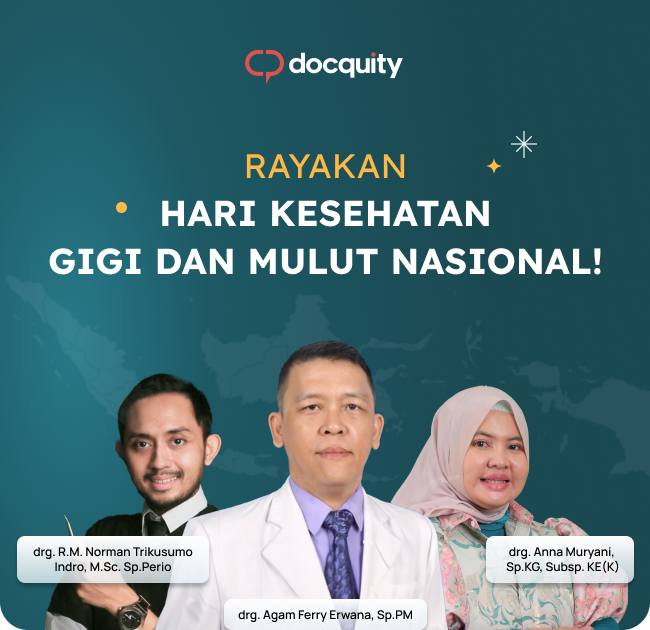 docquity
RAYAKAN
HARI KESEHATAN
GIGI DAN MULUT NASIONAL!
drg. R.M. Norman Trikusumo
Indro, M.Sc. Sp.Perio
drg. Anna Muryani,
Sp.KG, Subsp. KE(K)
drg. Agam Ferry Erwana, Sp.PM